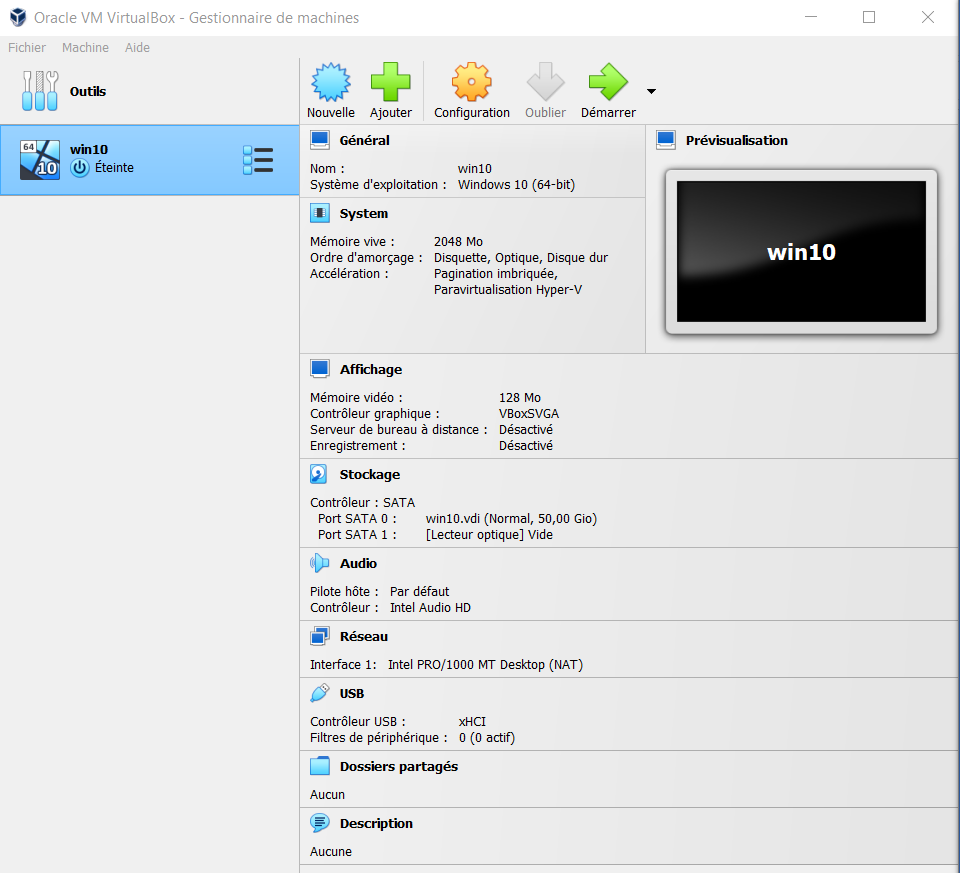 Oracle VM VirtualBox - Gestionnaire de machines
Fichier Machine Aide
Outils
Nouvelle Ajouter Configuration Oublier Démarrer
64
10
win10
Éteinte
Général
Nom : win10
Système d'exploitation : Windows 10 (64-bit)
System
Mémoire vive : 2048 Mo
Ordre d'amorçage : Disquette, Optique, Disque dur
Accélération : Pagination imbriquée,
Paravirtualisation Hyper-V
Prévisualisation
win10
Affichage
Mémoire vidéo : 128 Mo
Contrôleur graphique : VBoxSVGA
Serveur de bureau à distance : Désactivé
Enregistrement : Désactivé
Stockage
Contrôleur : SATA
Port SATA 0 : win10.vdi (Normal, 50,00 Gio)
Port SATA 1 : [Lecteur optique] Vide
Audio
Pilote hôte : Par défaut
Contrôleur : Intel Audio HD
Réseau
Interface 1: Intel PRO/1000 MT Desktop (NAT)
USB
Contrôleur USB : xHCI
Filtres de périphérique : 0 (0 actif)
Dossiers partagés
Aucun
Description
Aucune